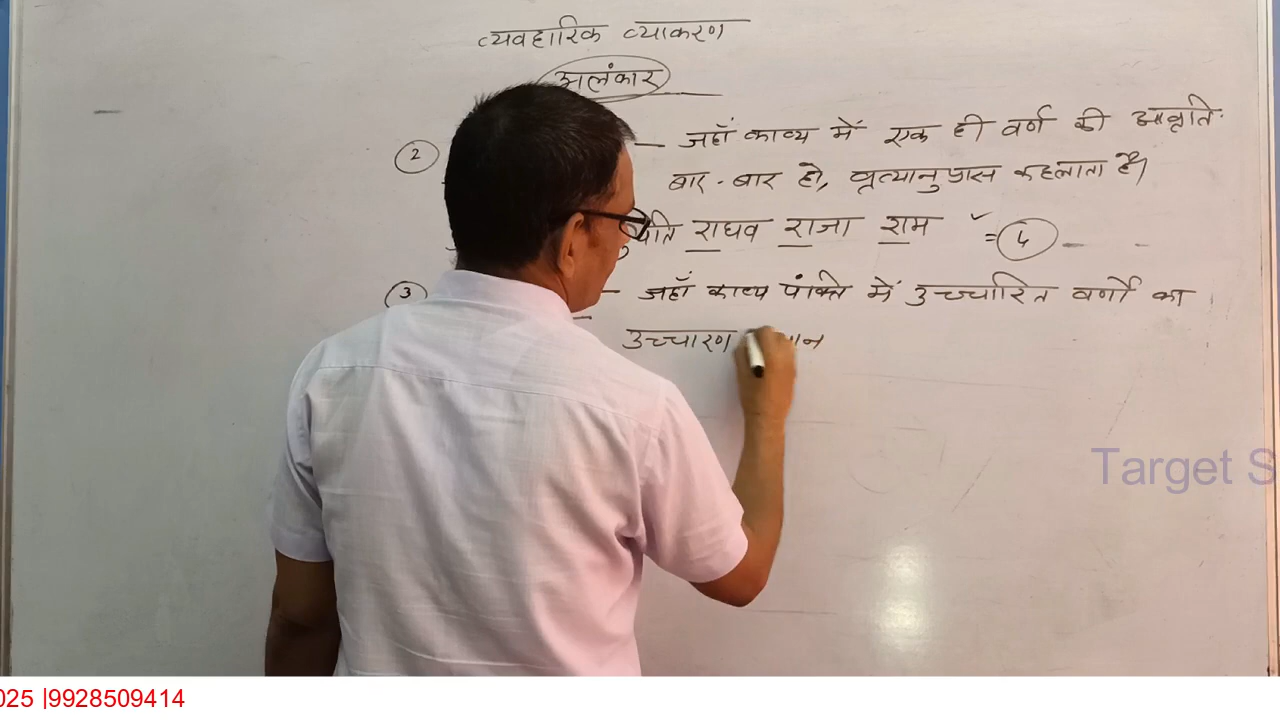 व्यवहारिक व्याकरण
अलंकार
2 — जहाँ काव्य में एक ही वर्ण की आवृति
बार-बार हो, वृत्यानुप्रास कहलाता है।
राघव राजा राम = 4
3 — जहाँ काव्य पंक्ति में उच्चारित वर्णों का
उच्चारण
Target S
025 |9928509414